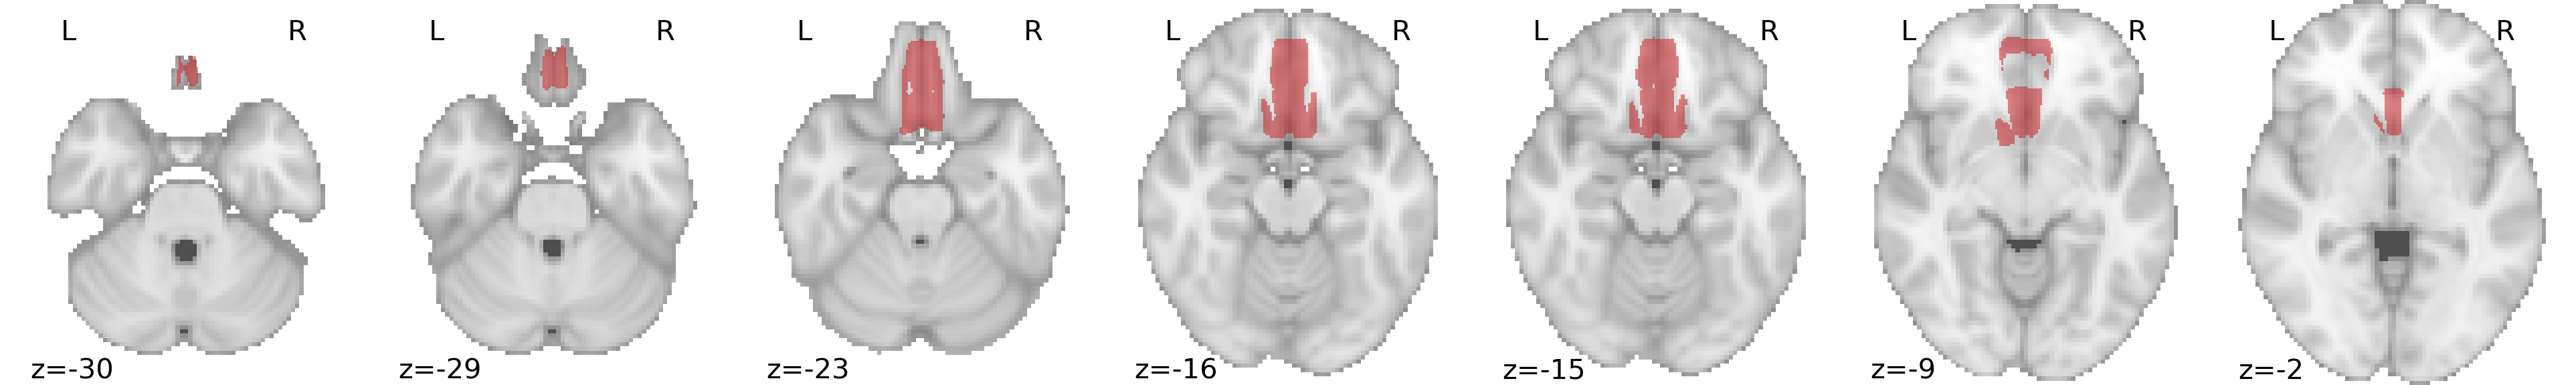 L R L R L R L R L R L R L R
z=-30 z=-29 z=-23 z=-16 z=-15 z=-9 z=-2